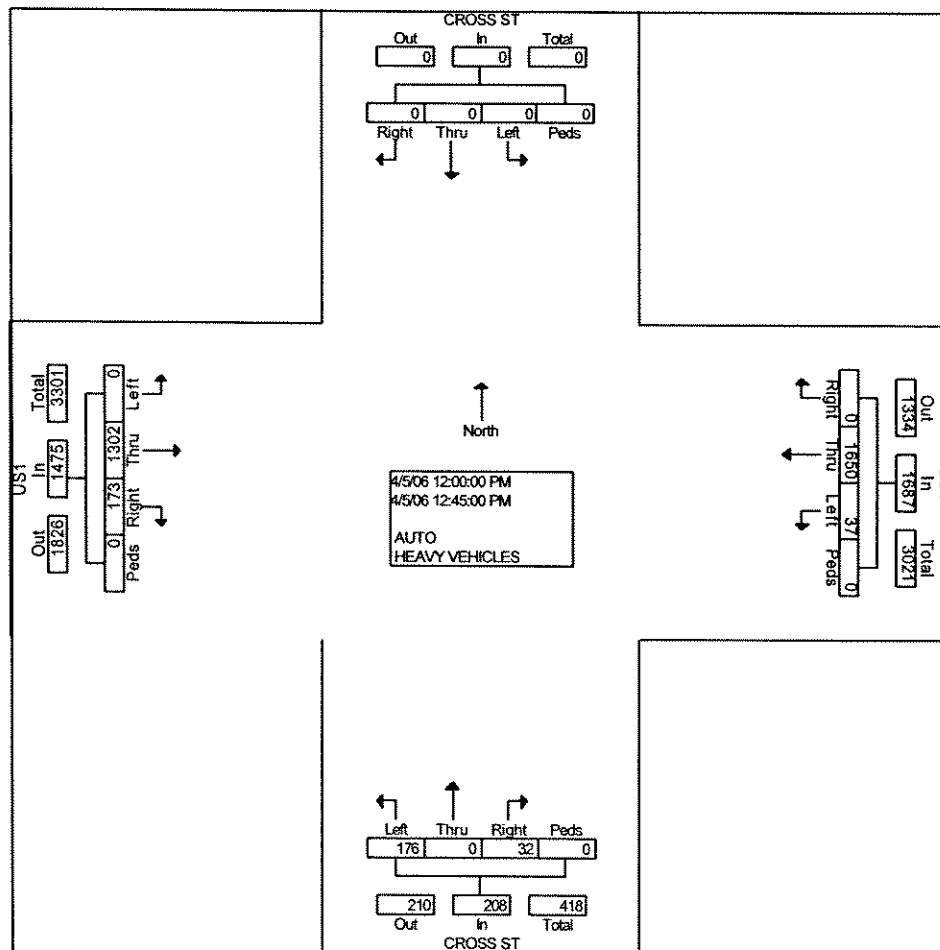 CROSS ST
Out In Total
0 0 0
0 0 0 0
Right Thru Left Peds
US1
Total In Out
3301 1475 1826
0 1302 173 0
Left Thru Right Peds
North
4/5/06 12:00:00 PM
4/5/06 12:45:00 PM
AUTO
HEAVY VEHICLES
Right Thru Left Peds
0 1650 37 0
Out In Total
1334 1687 3021
Left Thru Right Peds
176 0 32 0
210 208 418
Out In Total
CROSS ST